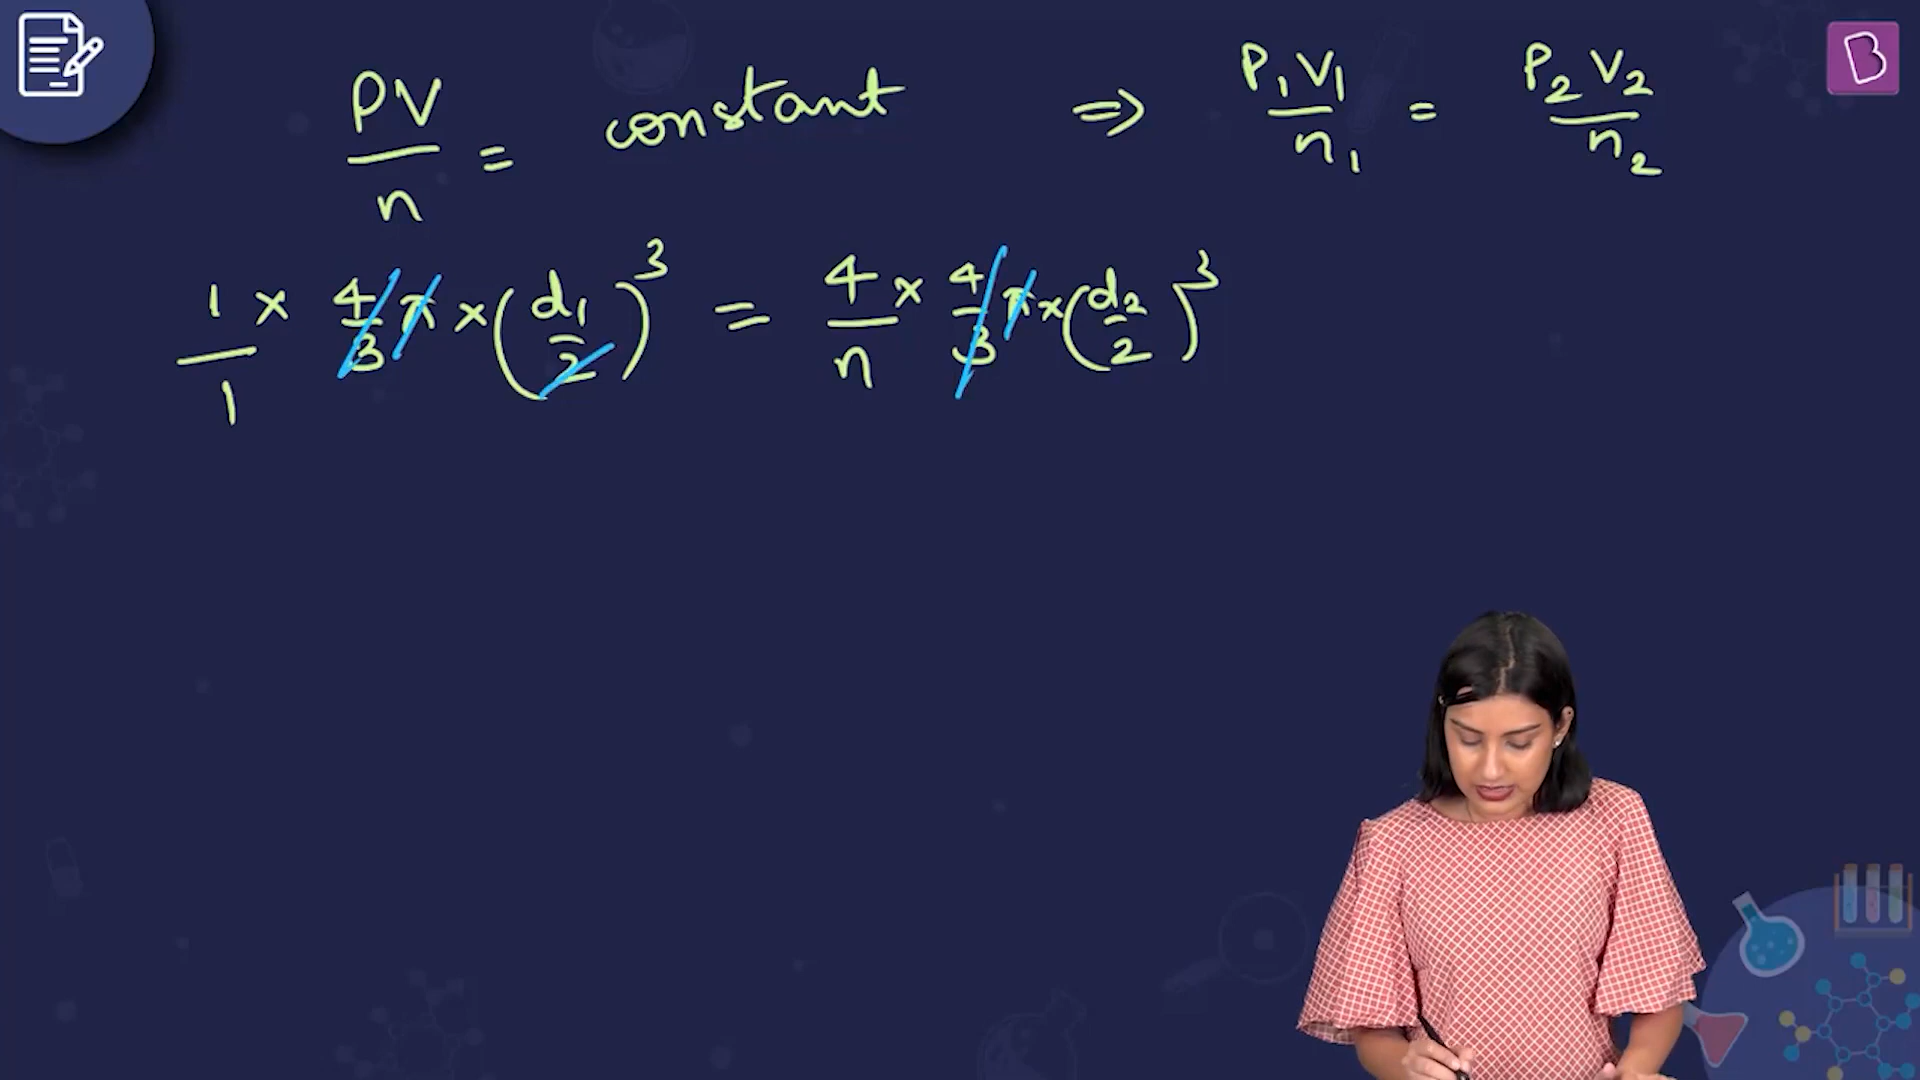 PV/n = constant ⇒ P₁V₁/n₁ = P₂V₂/n₂
1/1 × 4/3 π × (d₁/2)³ = 4/n × 4/3 π × (d₂/2)³
B